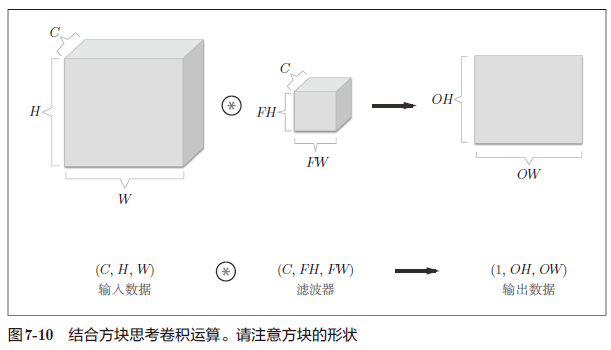 C
H
W
*
C
FH
FW
OH
OW
(C, H, W)
*
(C, FH, FW)
(1, OH, OW)
输入数据
滤波器
输出数据
图7-10 结合方块思考卷积运算。请注意方块的形状